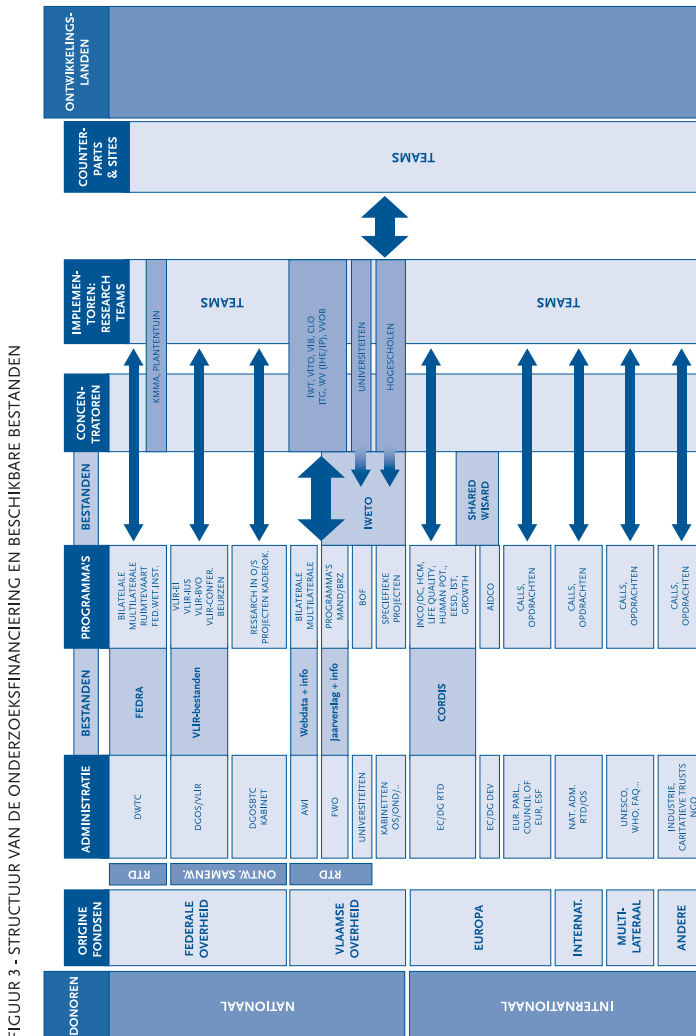 FIGUUR 3 - STRUCTUUR VAN DE ONDERZOEKSFINANCIERING EN BESCHIKBARE BESTANDEN
DONOREN
NATIONAAL
INTERNATIONAAL
ORIGINE
FONDSEN
FEDERALE
OVERHEID
VLAAMSE
OVERHEID
EUROPA
INTERNAT.
MULTI-
LATERAAL
ANDERE
RTD
ONTW. SAMENW.
RTD
ADMINISTRATIE
DWTC
DGOS/VLIR
DGOSBTC
KABINET
AWI
FWO
UNIVERSITEITEN
KABINETTEN
OS/OND/..
EC/DG RTD
EC/DG DEV
EUR. PARL,
COUNCIL OF
EUR, ESF
NAT. ADM.
RTD/OS
UNESCO,
WHO, FAQ...
INDUSTRIE,
CARITATIEVE TRUSTS
NGO
BESTANDEN
FEDRA
VLIR-bestanden
Webdata + info
Jaarverslag + info
CORDIS
PROGRAMMA'S
BILATELALE
MULTILATERALE
RUIMTEVAART
FED.WET.INST.
VLIR-EI
VLIR-IUS
VLIR-BVO
VLIR-CONFER.
BEURZEN
RESEARCH IN O/S
PROJECTEN KADEROK.
BILATERALE
MULTILATERALE
PROGRAMMA'S
MAND/BRZ
BOF
SPECIEFIEKE
PROJECTEN
INCO/DC, HCM,
LIFE QUALITY,
HUMAN POT.,
EESD, IST,
GROWTH
AIDCO
CALLS,
OPDRACHTEN
CALLS,
OPDRACHTEN
CALLS,
OPDRACHTEN
CALLS,
OPDRACHTEN
BESTANDEN
IWETO
SHARED
WISARD
CONCEN-
TRATOREN
IMPLEMEN-
TOREN:
RESEARCH
TEAMS
KMMA, PLANTENTUIN
TEAMS
IWT, VITO, VIB, CLO
ITG, WV (IHE/IP), VVOB
UNIVERSITEITEN
HOGESCHOLEN
TEAMS
COUNTER-
PARTS
& SITES
TEAMS
ONTWIKKELINGS-
LANDEN